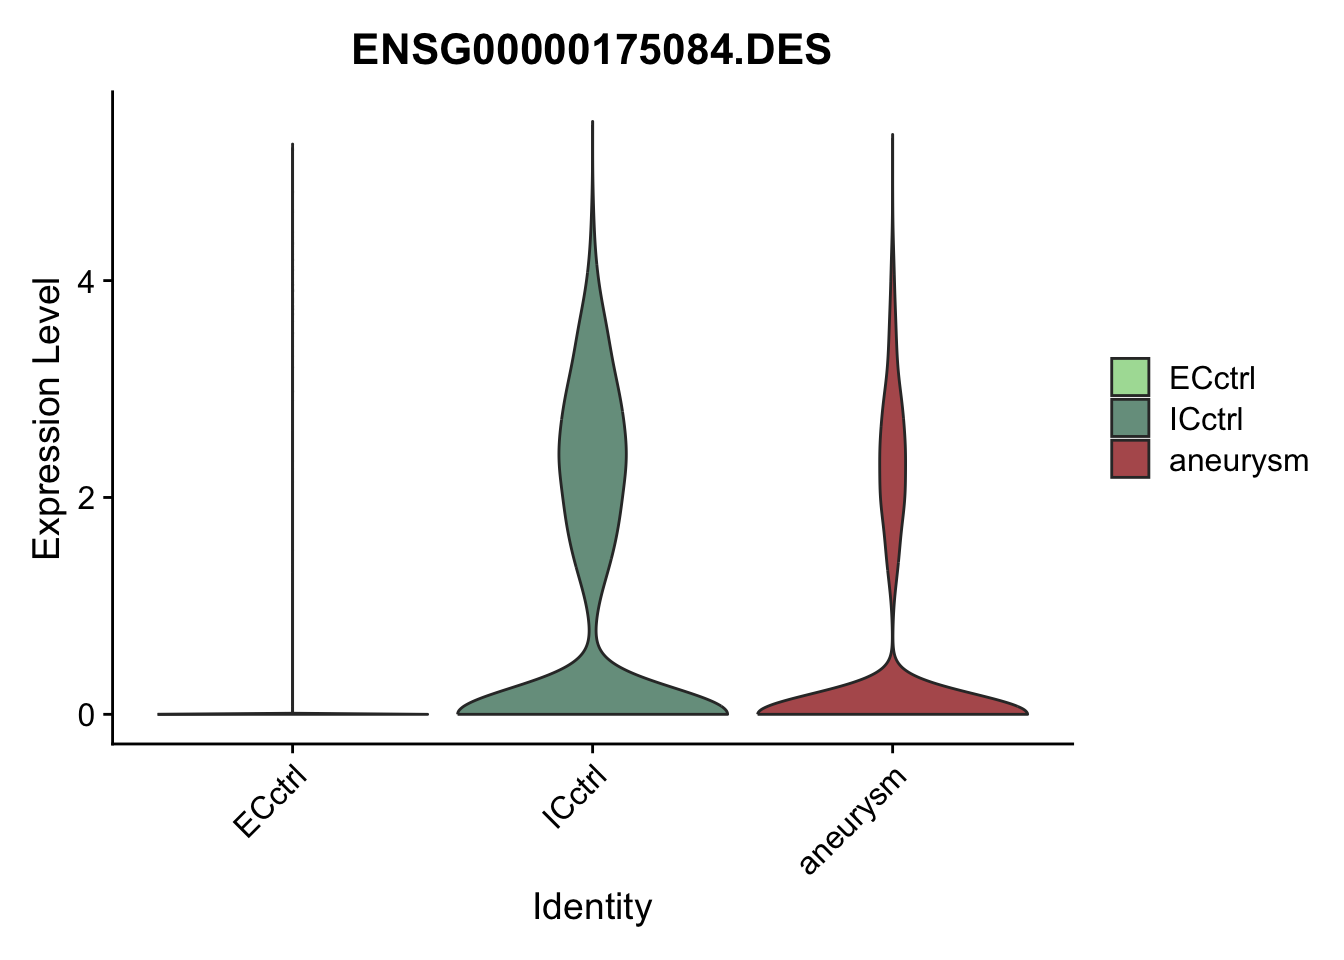 ENSG00000175084.DES
Expression Level
4
2
0
ECctrl
ICctrl
aneurysm
Identity
ECctrl
ICctrl
aneurysm